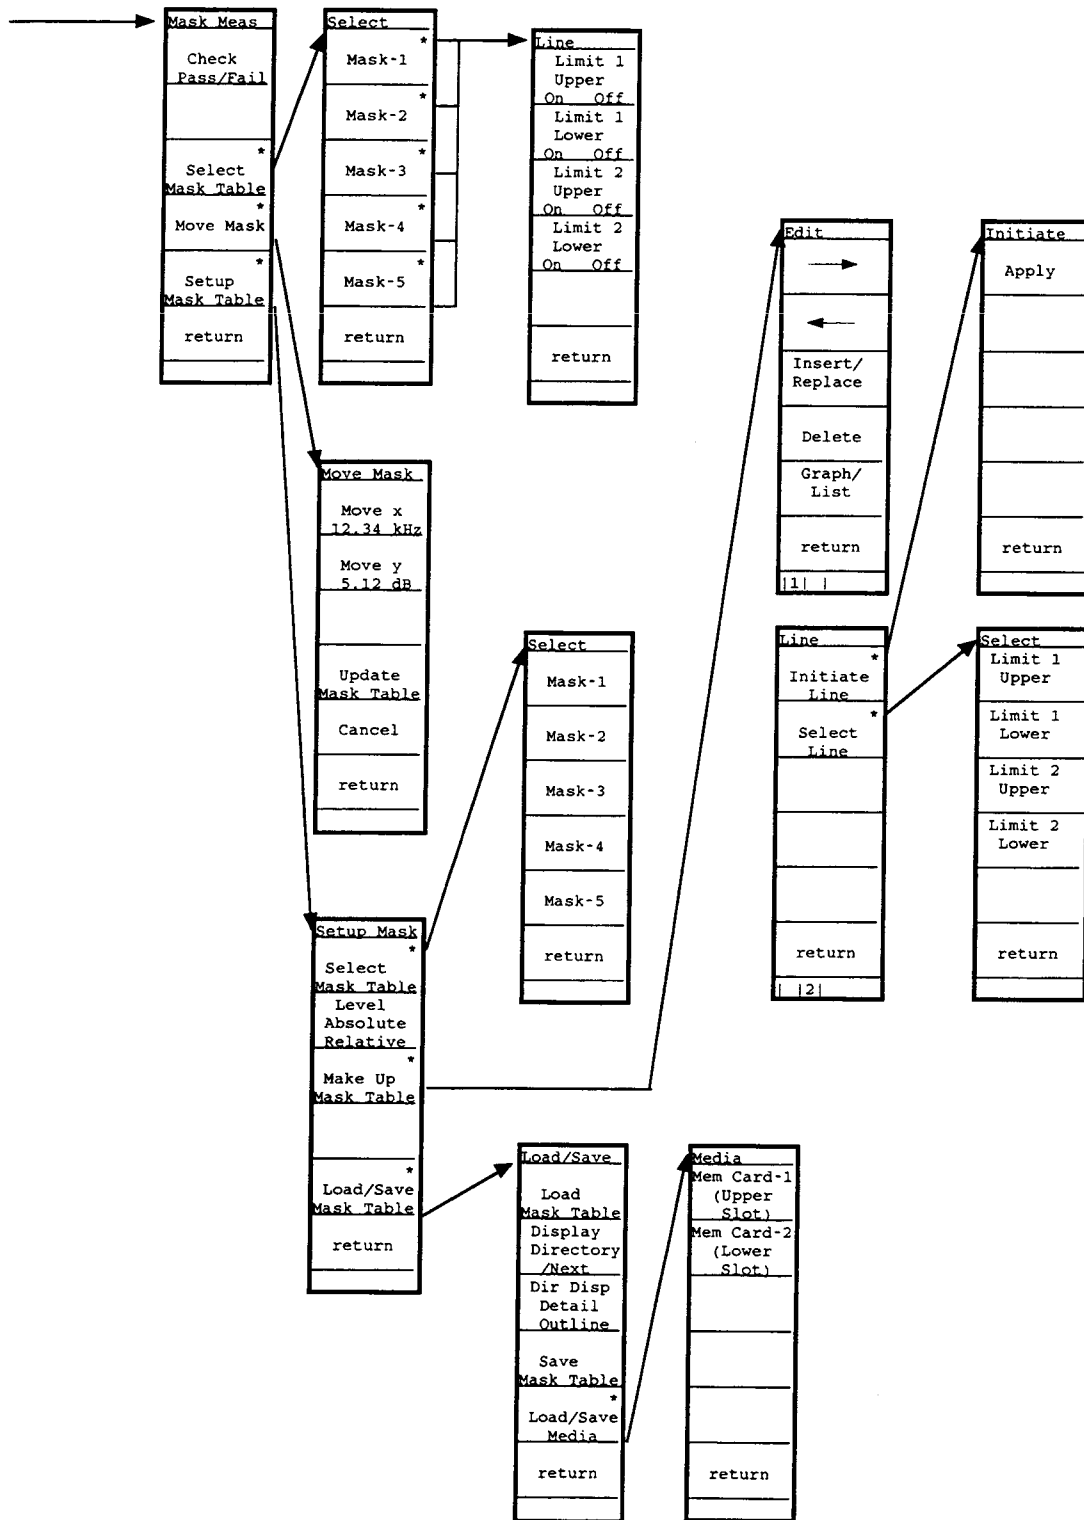 Mask Meas
Check
Pass/Fail
*
Select
Mask Table
*
Move Mask
*
Setup
Mask Table
return
Select
*
Mask-1
*
Mask-2
*
Mask-3
*
Mask-4
*
Mask-5
return
Line
Limit 1
Upper
On Off
Limit 1
Lower
On Off
Limit 2
Upper
On Off
Limit 2
Lower
On Off
return
Move Mask
Move x
12.34 kHz
Move y
5.12 dB
Update
Mask Table
Cancel
return
Setup Mask
*
Select
Mask Table
Level
Absolute
Relative
*
Make Up
Mask Table
*
Load/Save
Mask Table
return
Select
Mask-1
Mask-2
Mask-3
Mask-4
Mask-5
return
Edit
Insert/
Replace
Delete
Graph/
List
return
|1| |
Initiate
Apply
return
Line
*
Initiate
Line
*
Select
Line
return
| |2|
Select
Limit 1
Upper
Limit 1
Lower
Limit 2
Upper
Limit 2
Lower
return
Load/Save
Load
Mask Table
Display
Directory
/Next
Dir Disp
Detail
Outline
Save
Mask Table
*
Load/Save
Media
return
Media
Mem Card-1
(Upper
Slot)
Mem Card-2
(Lower
Slot)
return